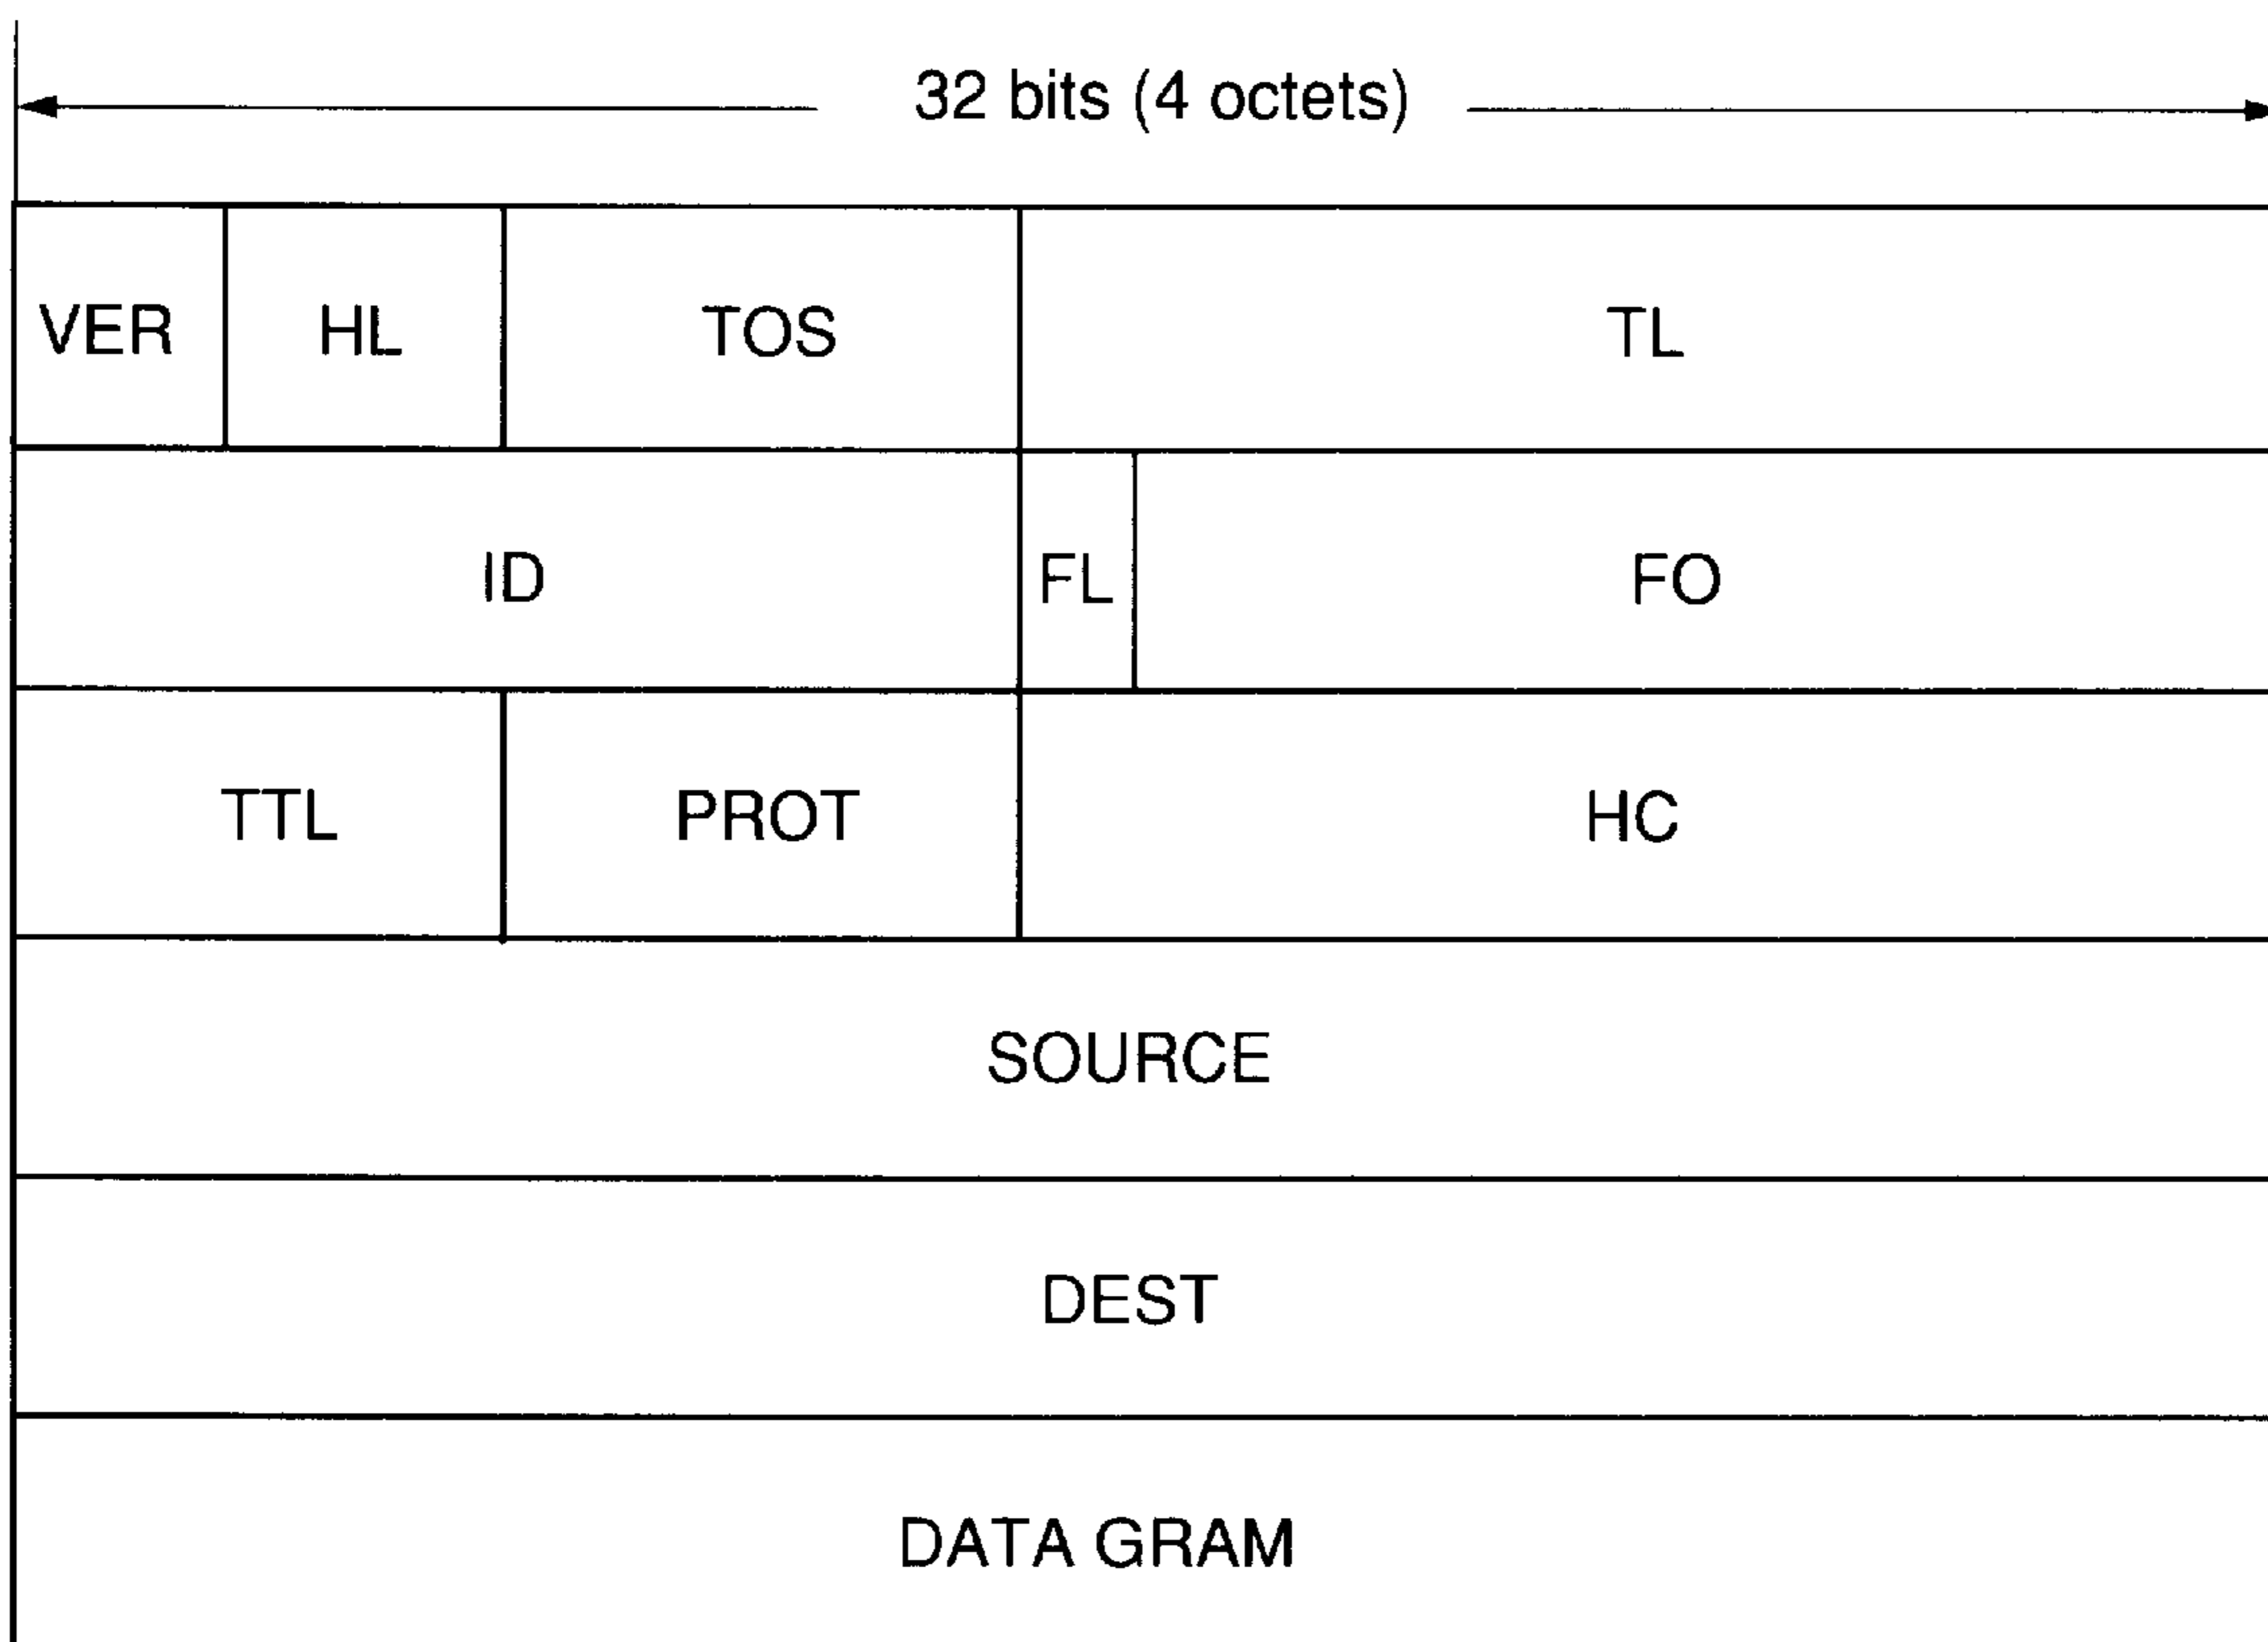 32 bits (4 octets)
VER HL TOS TL
ID FL FO
TTL PROT HC
SOURCE
DEST
DATA GRAM